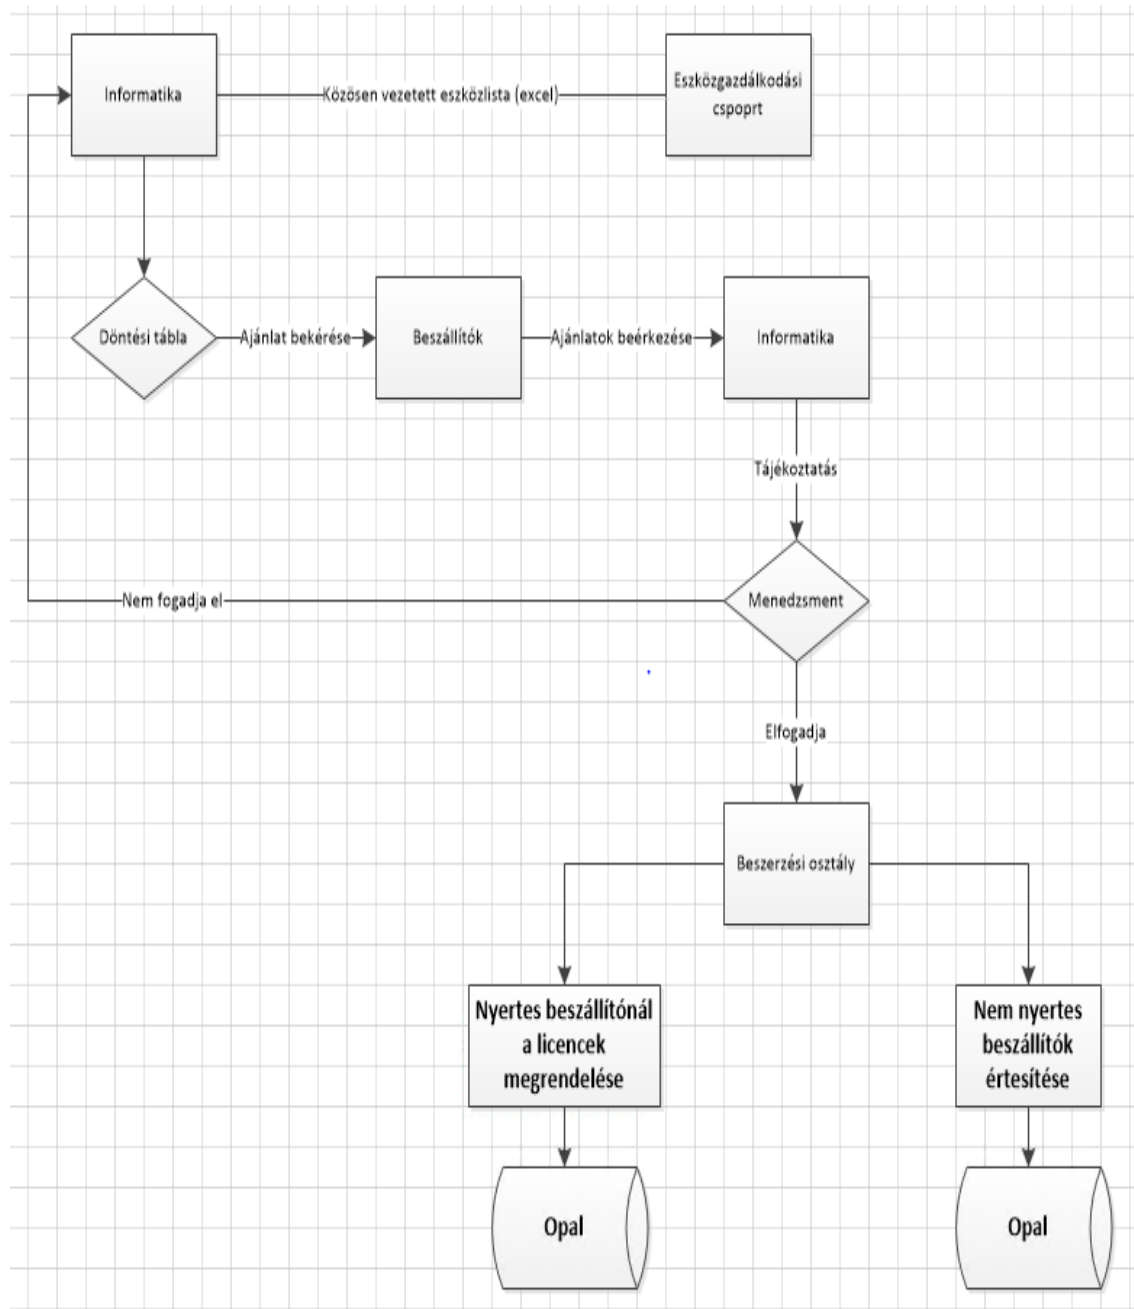 Informatika
Közösen vezetett eszközlista (excel)
Eszközgazdálkodási
cspoprt
Döntési tábla
Ajánlat bekérése
Beszállítók
Ajánlatok beérkezése
Informatika
Tájékoztatás
Menedzsment
Nem fogadja el
Elfogadja
Beszerzési osztály
Nyertes beszállítónál
a licencek
megrendelése
Nem nyertes
beszállítók
értesítése
Opal
Opal